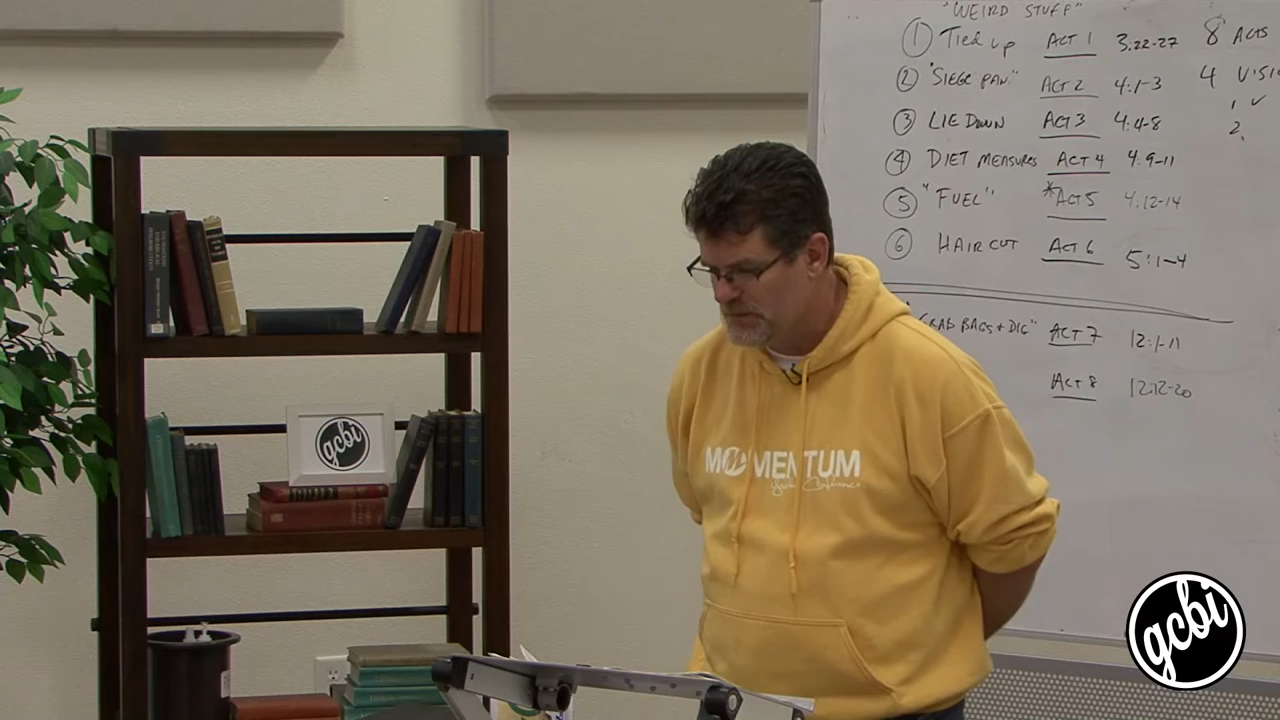 "WEIRD STUFF"
① Tied up ACT 1 3:22-27 8 ACTS
② "SIEGE PAN" ACT 2 4:1-3 4
③ LIE DOWN ACT 3 4:4-8
④ DIET MEASURES ACT 4 4:9-11
⑤ "FUEL" *ACT 5 4:12-14
⑥ HAIR CUT ACT 6 5:1-4
BAGS + DIG" ACT 7 12:1-11
ACT 8 12:12-20
1 ✓
2.
gcbi
MOMENTUM
Youth Conference
gcbi